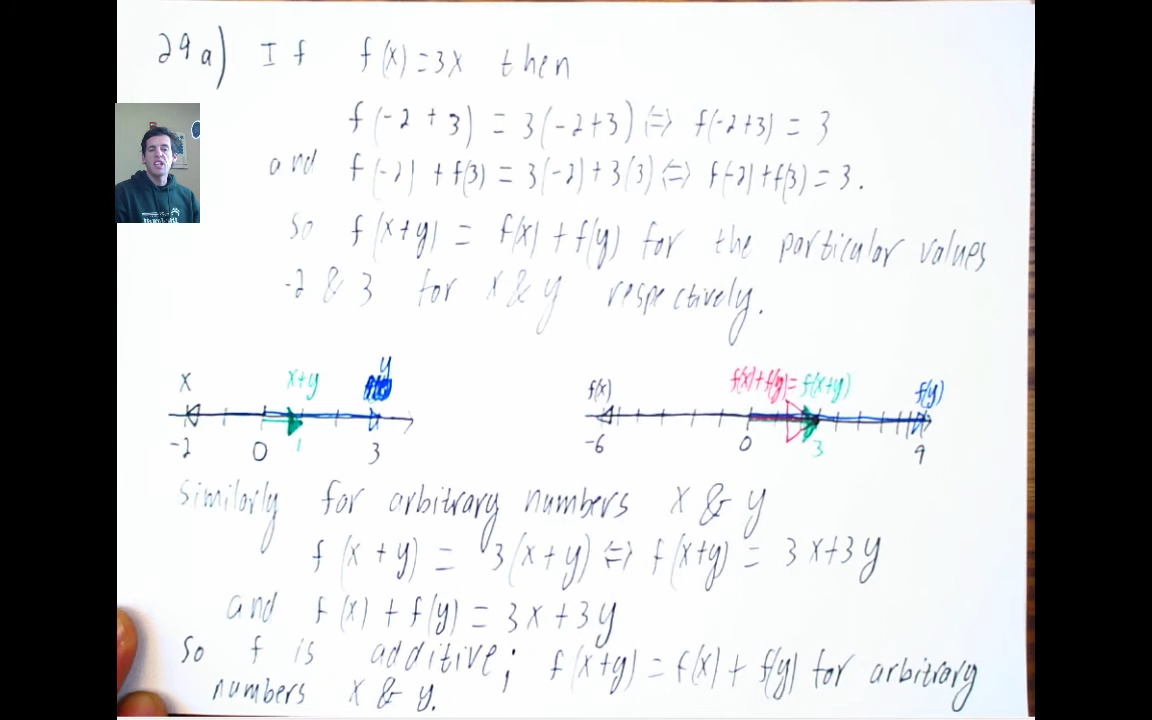 29a) If f(x)=3x then
f(-2+3) = 3(-2+3) ⇔ f(-2+3) = 3
and f(-2)+f(3) = 3(-2)+3(3) ⇔ f(-2)+f(3) = 3.
so f(x+y) = f(x)+f(y) for the particular values
-2 & 3 for x & y respectively.
x x+y y
-2 0 1 3
f(x) f(x)+f(y)=f(x+y) f(y)
-6 0 3 9
similarly for arbitrary numbers x & y
f(x+y) = 3(x+y) ⇔ f(x+y) = 3x+3y
and f(x)+f(y) = 3x+3y
so f is additive; f(x+y) = f(x)+f(y) for arbitrary
numbers x & y.